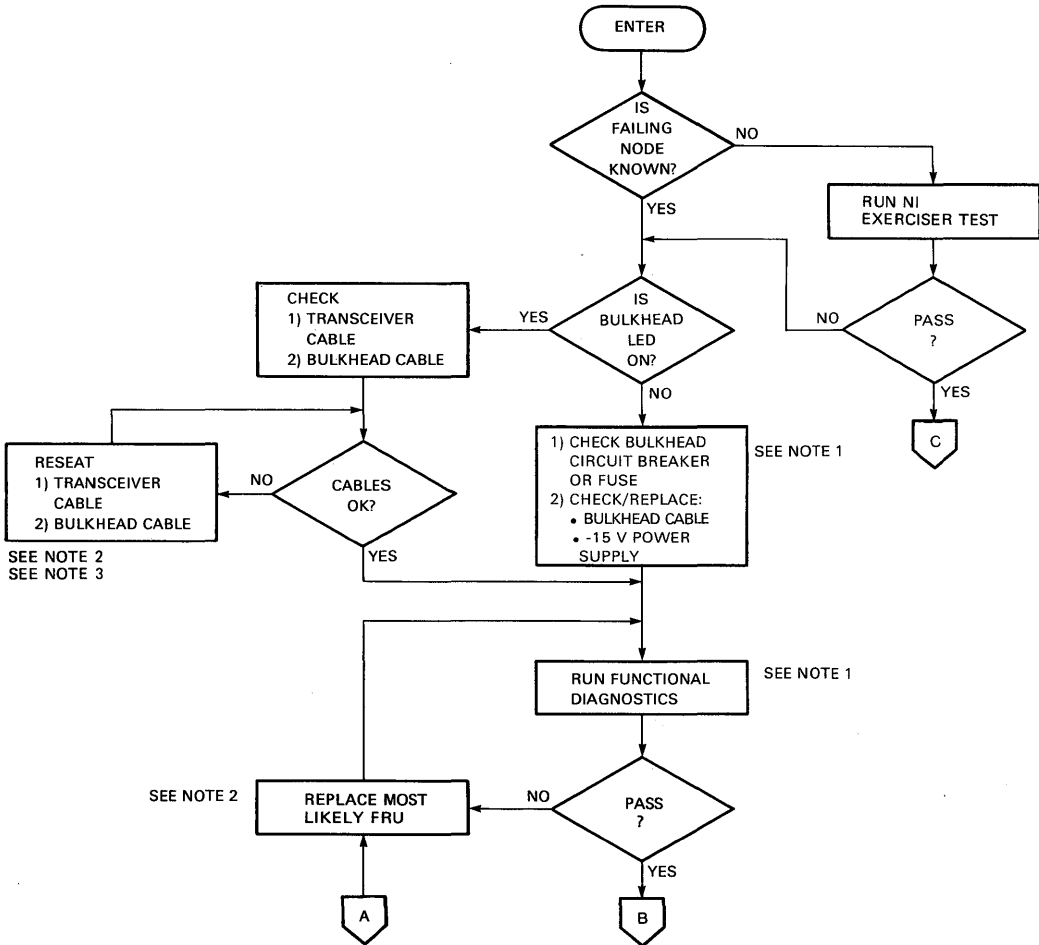 ENTER
IS
FAILING
NODE
KNOWN?
NO
YES
RUN NI
EXERCISER TEST
CHECK
1) TRANSCEIVER
CABLE
2) BULKHEAD CABLE
YES
IS
BULKHEAD
LED
ON?
NO
NO
PASS
?
YES
C
RESEAT
1) TRANSCEIVER
CABLE
2) BULKHEAD CABLE
SEE NOTE 2
SEE NOTE 3
NO
CABLES
OK?
YES
1) CHECK BULKHEAD
CIRCUIT BREAKER
OR FUSE
2) CHECK/REPLACE:
• BULKHEAD CABLE
• -15 V POWER
SUPPLY
SEE NOTE 1
RUN FUNCTIONAL
DIAGNOSTICS
SEE NOTE 1
SEE NOTE 2
REPLACE MOST
LIKELY FRU
NO
PASS
?
YES
A
B